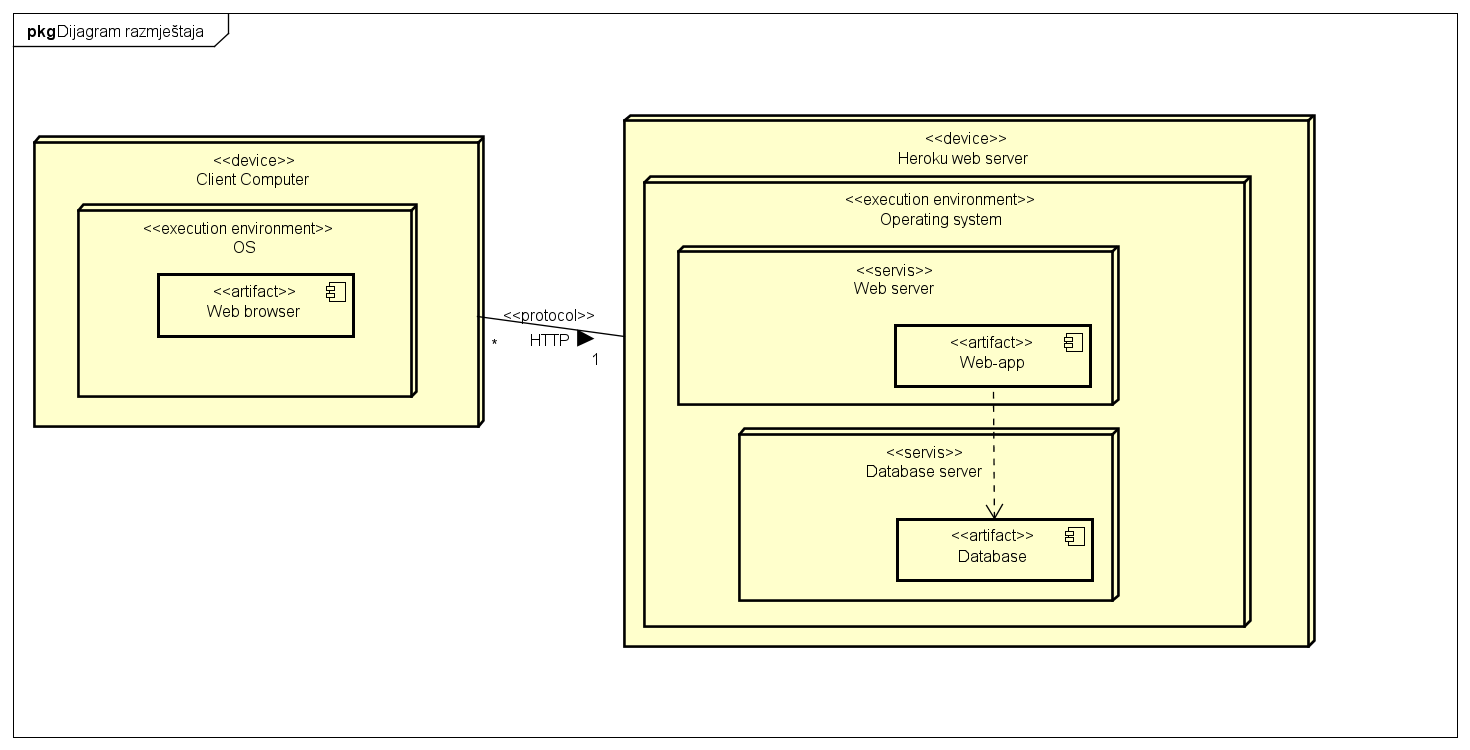 pkgDijagram razmještaja
<<device>>
Client Computer
<<execution environment>>
OS
<<artifact>>
Web browser
<<protocol>>
HTTP
*
1
<<device>>
Heroku web server
<<execution environment>>
Operating system
<<servis>>
Web server
<<artifact>>
Web-app
<<servis>>
Database server
<<artifact>>
Database